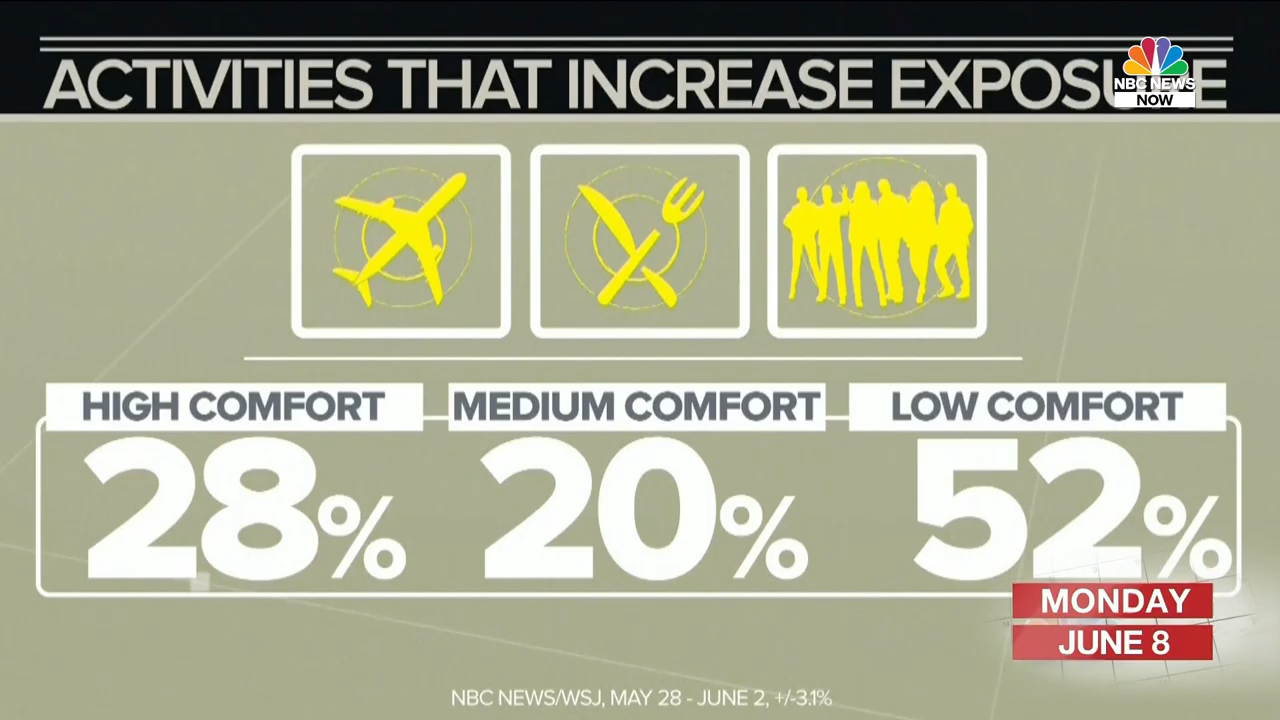 ACTIVITIES THAT INCREASE EXPOSURE
NBC NEWS
NOW
HIGH COMFORT
MEDIUM COMFORT
LOW COMFORT
28%
20%
52%
MONDAY
JUNE 8
NBC NEWS/WSJ, MAY 28 - JUNE 2, +/-3.1%